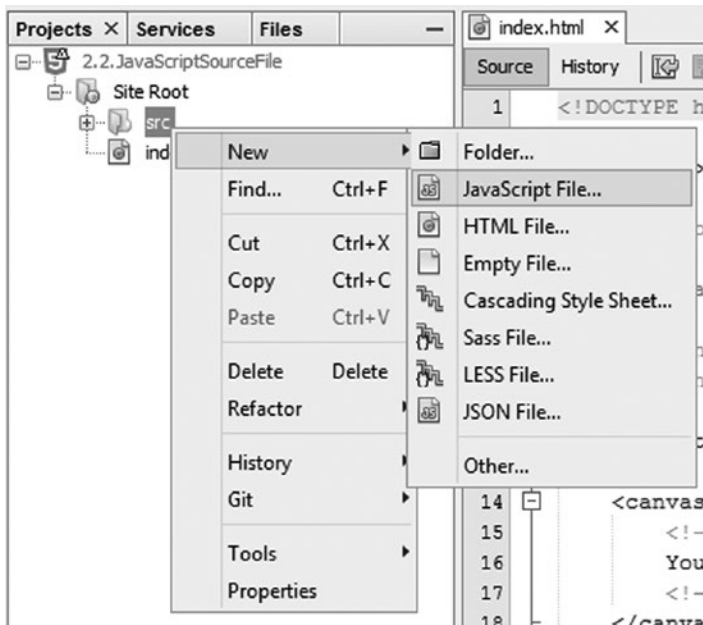 Projects × Services Files
2.2.JavaScriptSourceFile
Site Root
src
ind
New
Find... Ctrl+F
Cut Ctrl+X
Copy Ctrl+C
Paste Ctrl+V
Delete Delete
Refactor
History
Git
Tools
Properties
Folder...
JavaScript File...
HTML File...
Empty File...
Cascading Style Sheet...
Sass File...
LESS File...
JSON File...
Other...
index.html ×
Source History
1 <!DOCTYPE h
14 <canvas
15 <!-
16 You
17 <!-
18 </canva